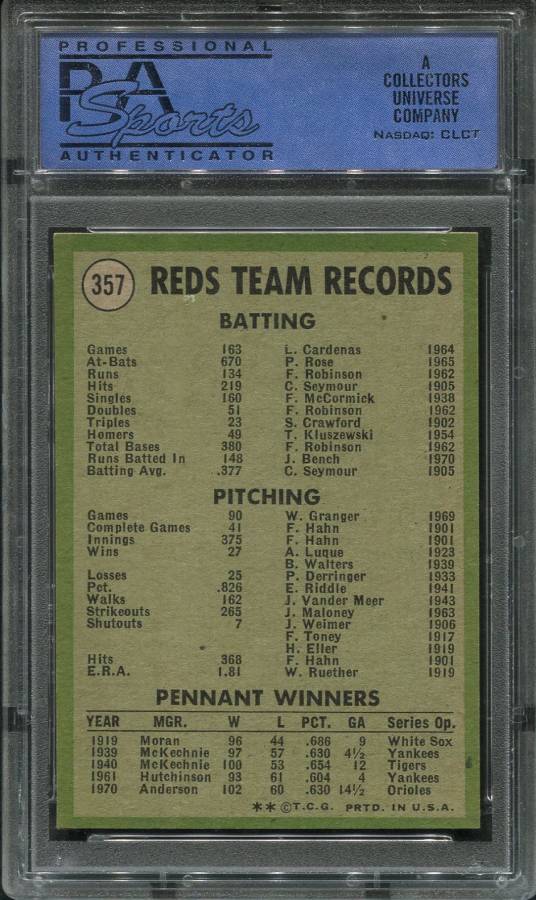 PROFESSIONAL
PSA
Sports
AUTHENTICATOR
A
COLLECTORS
UNIVERSE
COMPANY
NASDAQ: CLCT
357 REDS TEAM RECORDS
BATTING
Games 163 L. Cardenas 1964
At-Bats 670 P. Rose 1965
Runs 134 F. Robinson 1962
Hits 219 C. Seymour 1905
Singles 160 F. McCormick 1938
Doubles 51 F. Robinson 1962
Triples 23 S. Crawford 1902
Homers 49 T. Kluszewski 1954
Total Bases 380 F. Robinson 1962
Runs Batted In 148 J. Bench 1970
Batting Avg. .377 C. Seymour 1905
PITCHING
Games 90 W. Granger 1969
Complete Games 41 F. Hahn 1901
Innings 375 F. Hahn 1901
Wins 27 A. Luque 1923
B. Walters 1939
Losses 25 P. Derringer 1933
Pct. .826 E. Riddle 1941
Walks 162 J. Vander Meer 1943
Strikeouts 265 J. Maloney 1963
Shutouts 7 J. Weimer 1906
F. Toney 1917
H. Eller 1919
Hits 368 F. Hahn 1901
E.R.A. 1.81 W. Ruether 1919
PENNANT WINNERS
YEAR MGR. W L PCT. GA Series Op.
1919 Moran 96 44 .686 9 White Sox
1939 McKechnie 97 57 .630 4½ Yankees
1940 McKechnie 100 53 .654 12 Tigers
1961 Hutchinson 93 61 .604 4 Yankees
1970 Anderson 102 60 .630 14½ Orioles
** © T.C.G. PRTD. IN U.S.A.